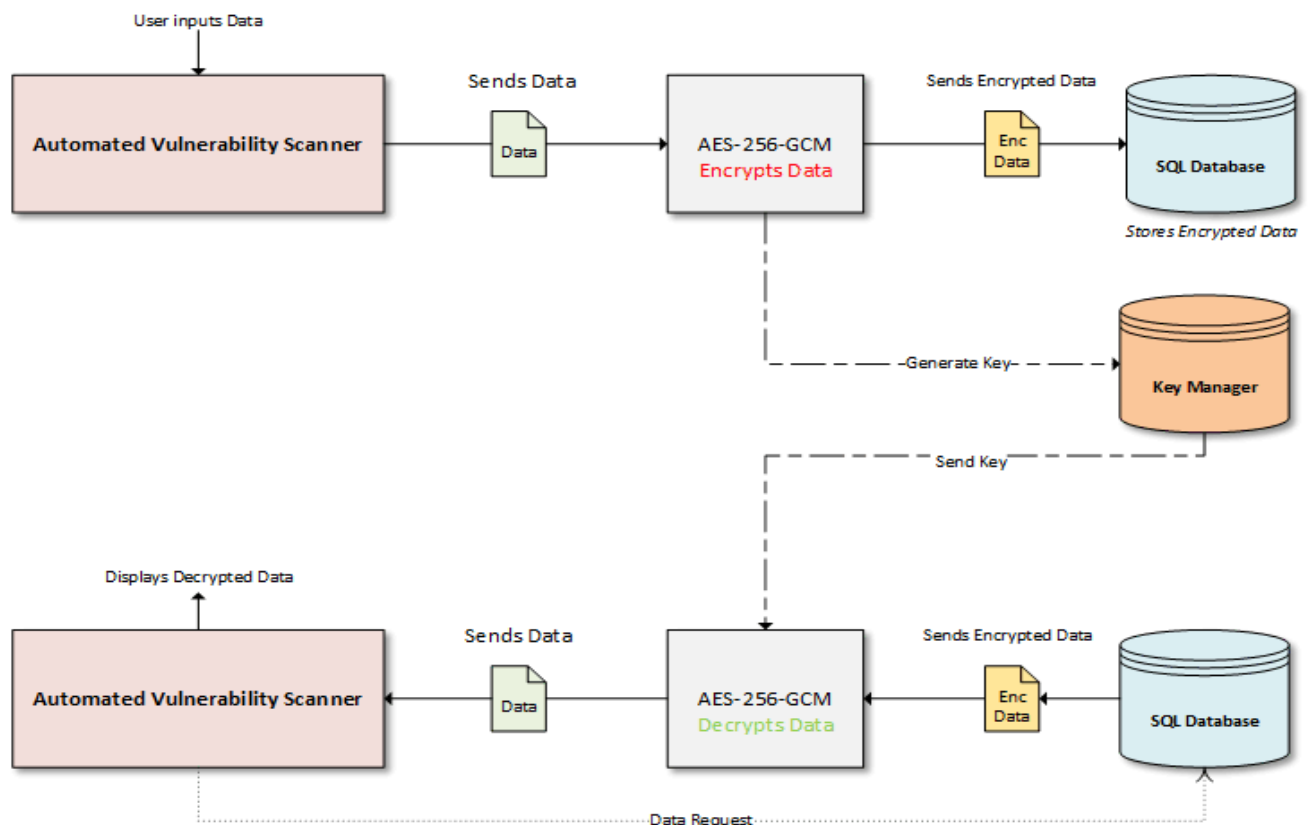 User inputs Data
Automated Vulnerability Scanner
Sends Data
Data
AES-256-GCM
Encrypts Data
Sends Encrypted Data
Enc
Data
SQL Database
Stores Encrypted Data
Generate Key
Key Manager
Send Key
Displays Decrypted Data
Automated Vulnerability Scanner
Sends Data
Data
AES-256-GCM
Decrypts Data
Sends Encrypted Data
Enc
Data
SQL Database
Data Request